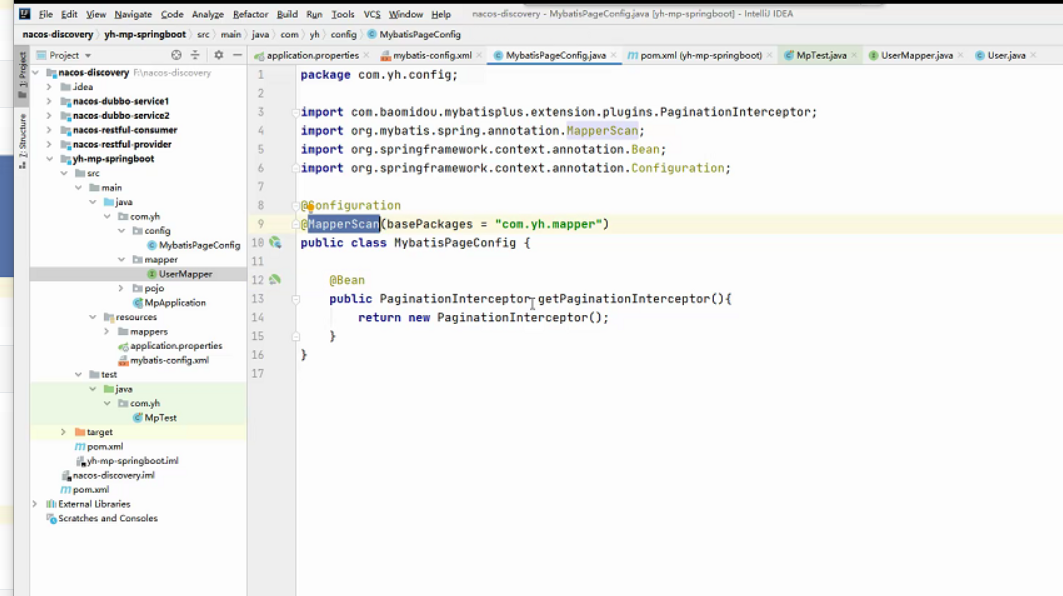 File Edit View Navigate Code Analyze Refactor Build Run Tools VCS Window Help nacos-discovery - MybatisPageConfig.java [yh-mp-springboot] - IntelliJ IDEA
nacos-discovery yh-mp-springboot src main java com yh config MybatisPageConfig
Project
application.properties mybatis-config.xml MybatisPageConfig.java pom.xml (yh-mp-springboot) MpTest.java UserMapper.java User.java
1: Project
7: Structure
nacos-discovery F:\nacos-discovery
.idea
nacos-dubbo-service1
nacos-dubbo-service2
nacos-restful-consumer
nacos-restful-provider
yh-mp-springboot
src
main
java
com.yh
config
MybatisPageConfig
mapper
UserMapper
pojo
MpApplication
resources
mappers
application.properties
mybatis-config.xml
test
java
com.yh
MpTest
target
pom.xml
yh-mp-springboot.iml
nacos-discovery.iml
pom.xml
External Libraries
Scratches and Consoles
1 package com.yh.config;
2
3 import com.baomidou.mybatisplus.extension.plugins.PaginationInterceptor;
4 import org.mybatis.spring.annotation.MapperScan;
5 import org.springframework.context.annotation.Bean;
6 import org.springframework.context.annotation.Configuration;
7
8 @Configuration
9 @MapperScan(basePackages = "com.yh.mapper")
10 public class MybatisPageConfig {
11
12 @Bean
13 public PaginationInterceptor getPaginationInterceptor(){
14 return new PaginationInterceptor();
15 }
16 }
17